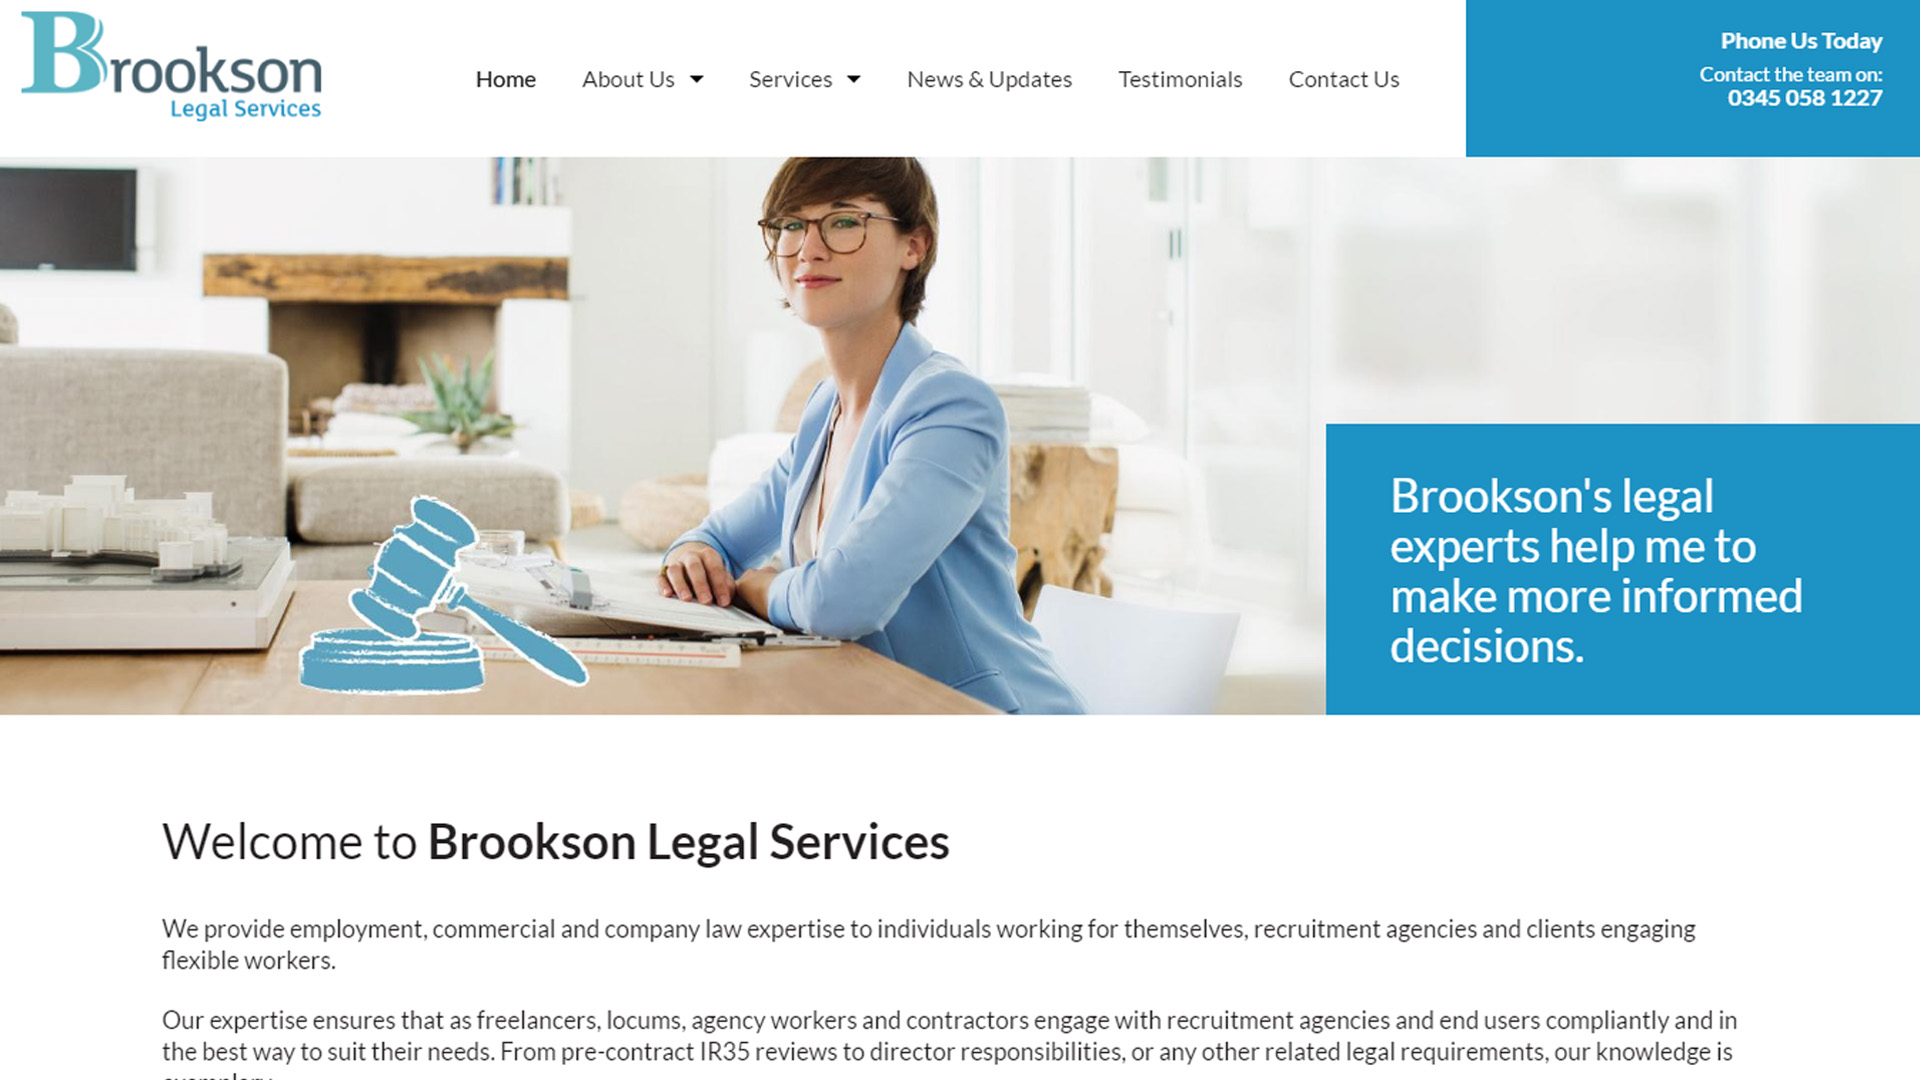 Brookson
Legal Services
Home
About Us
Services
News & Updates
Testimonials
Contact Us
Phone Us Today
Contact the team on:
0345 058 1227
Brookson's legal
experts help me to
make more informed
decisions.
Welcome to Brookson Legal Services
We provide employment, commercial and company law expertise to individuals working for themselves, recruitment agencies and clients engaging
flexible workers.
Our expertise ensures that as freelancers, locums, agency workers and contractors engage with recruitment agencies and end users compliantly and in
the best way to suit their needs. From pre-contract IR35 reviews to director responsibilities, or any other related legal requirements, our knowledge is